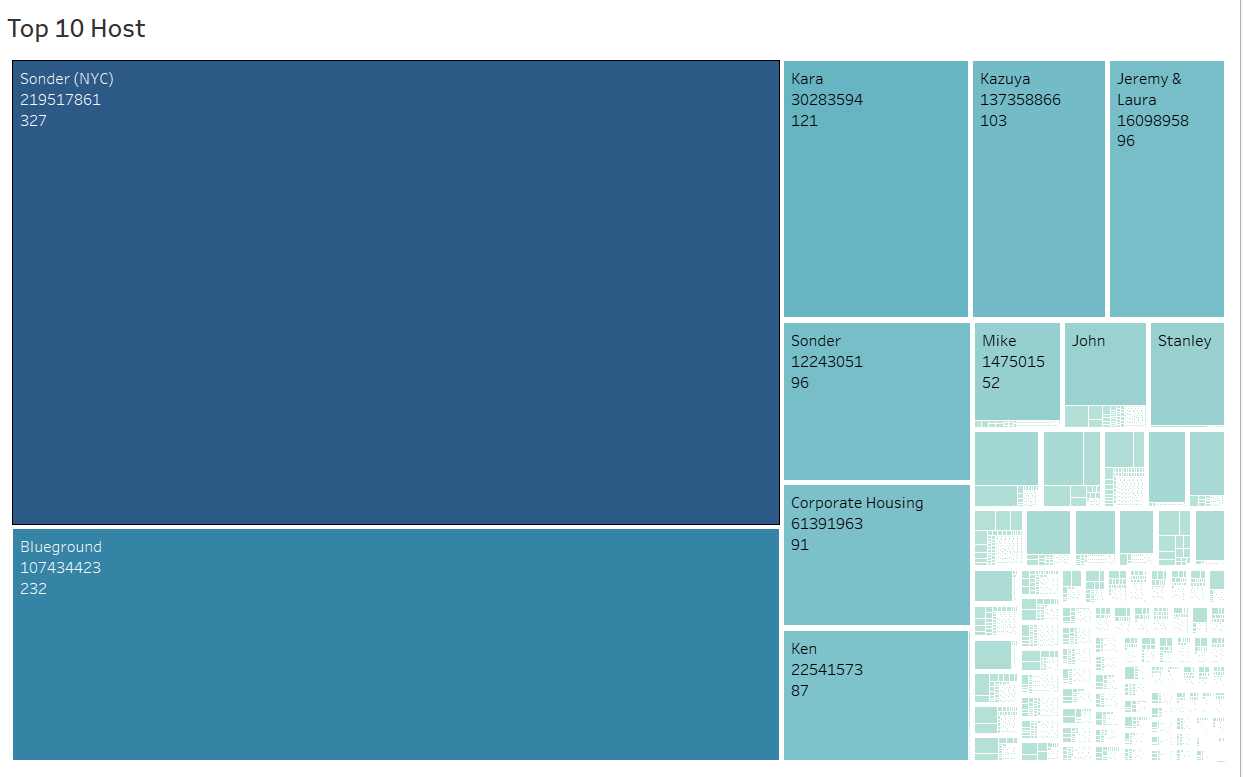 Top 10 Host
Sonder (NYC)
219517861
327
Kara
30283594
121
Kazuya
137358866
103
Jeremy &
Laura
16098958
96
Sonder
12243051
96
Mike
1475015
52
John
Stanley
Corporate Housing
61391963
91
Blueground
107434423
232
Ken
22541573
87